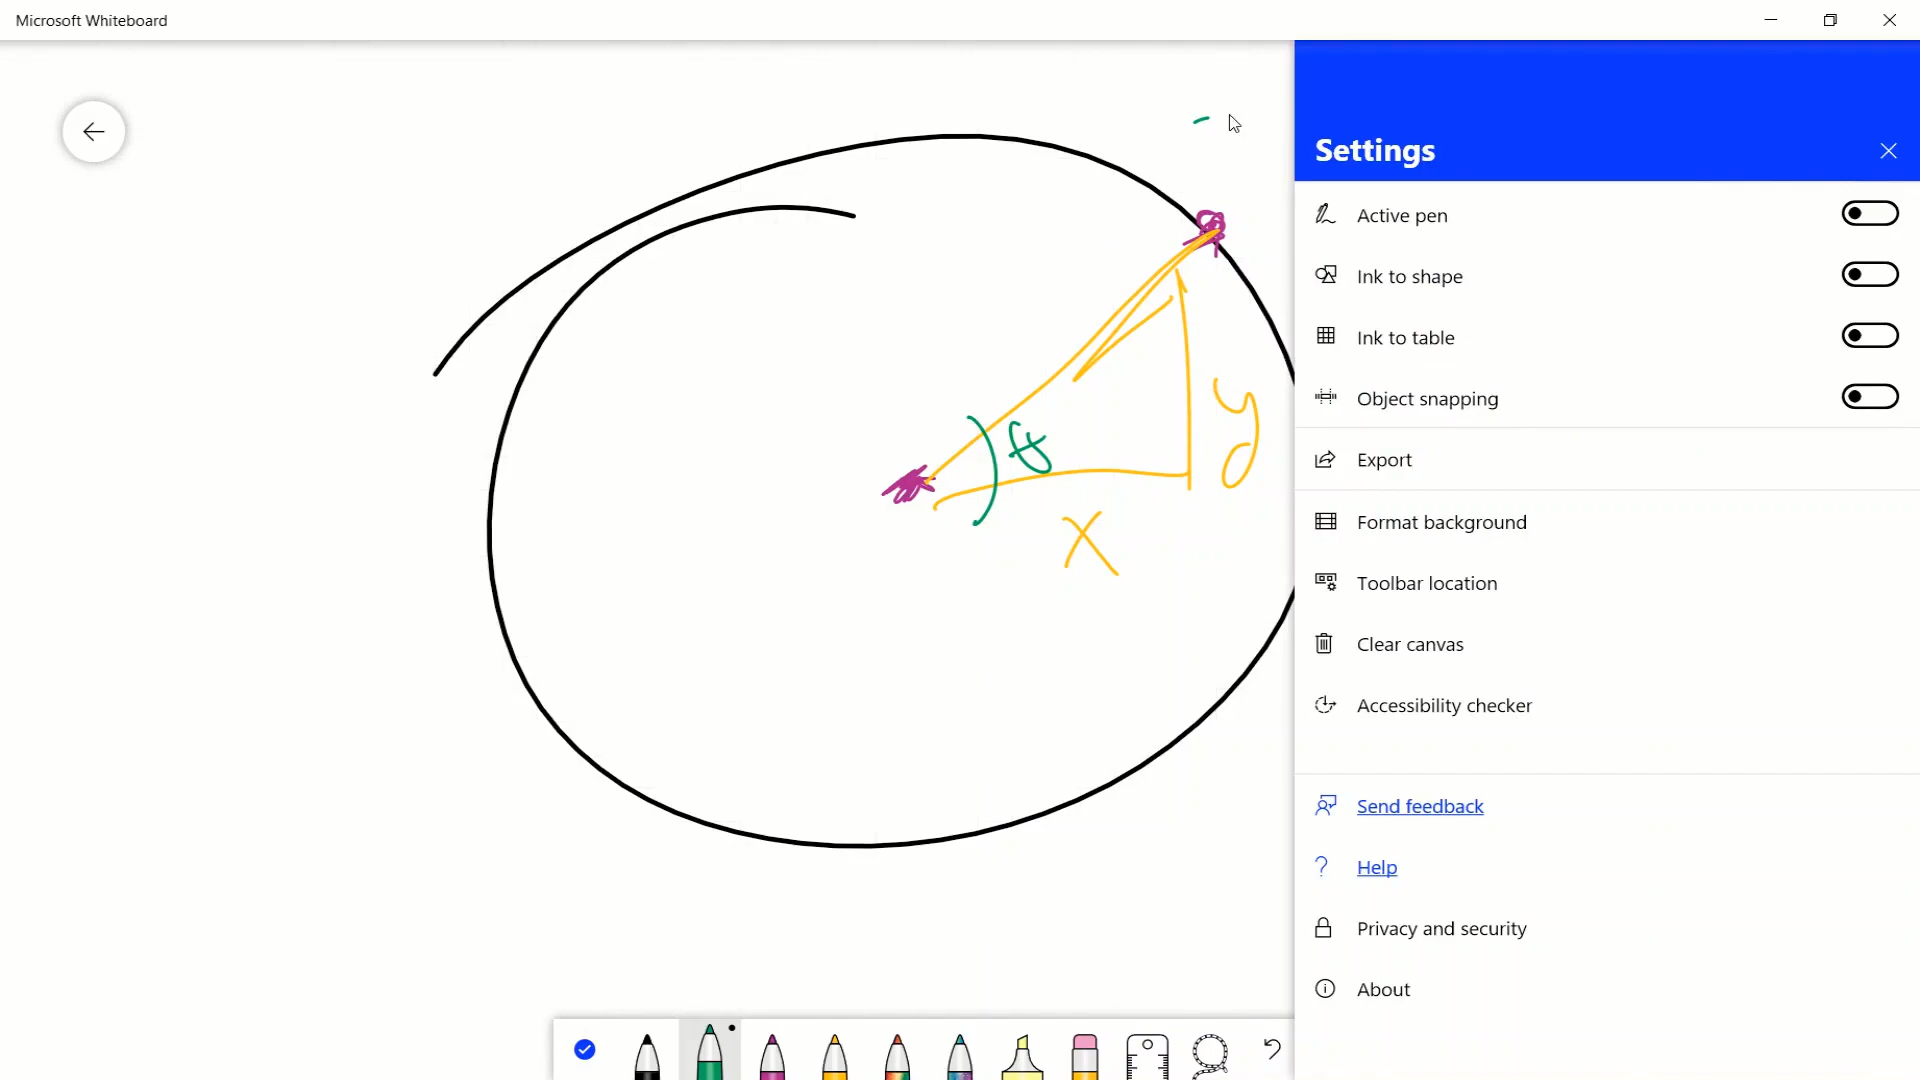 Microsoft Whiteboard
Settings
Active pen
Ink to shape
Ink to table
Object snapping
Export
Format background
Toolbar location
Clear canvas
Accessibility checker
Send feedback
Help
Privacy and security
About
θ
y
X